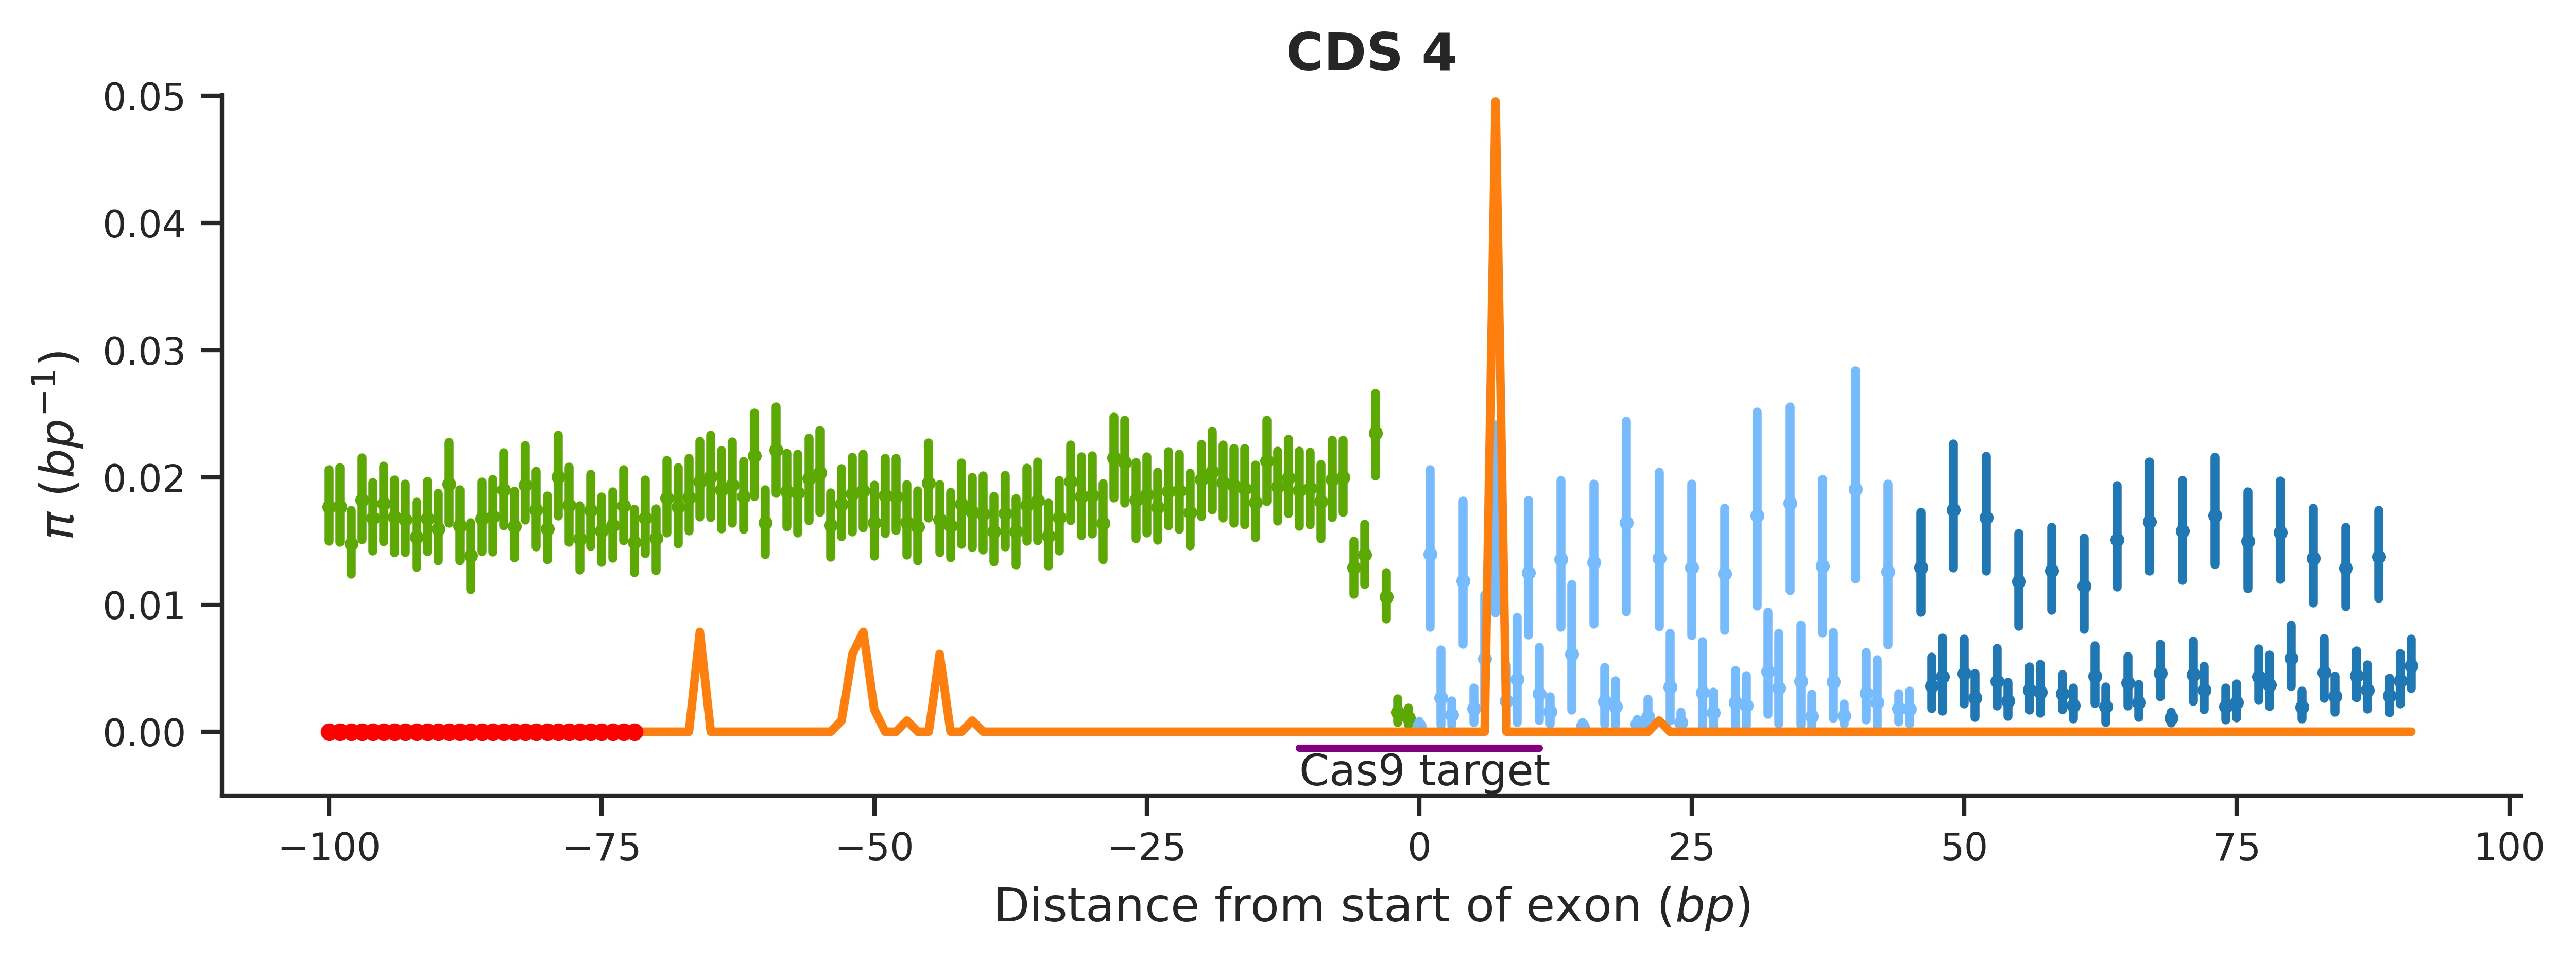 CDS 4
0.05
0.04
0.03
0.02
0.01
0.00
π (bp⁻¹)
Cas9 target
−100 −75 −50 −25 0 25 50 75 100
Distance from start of exon (bp)